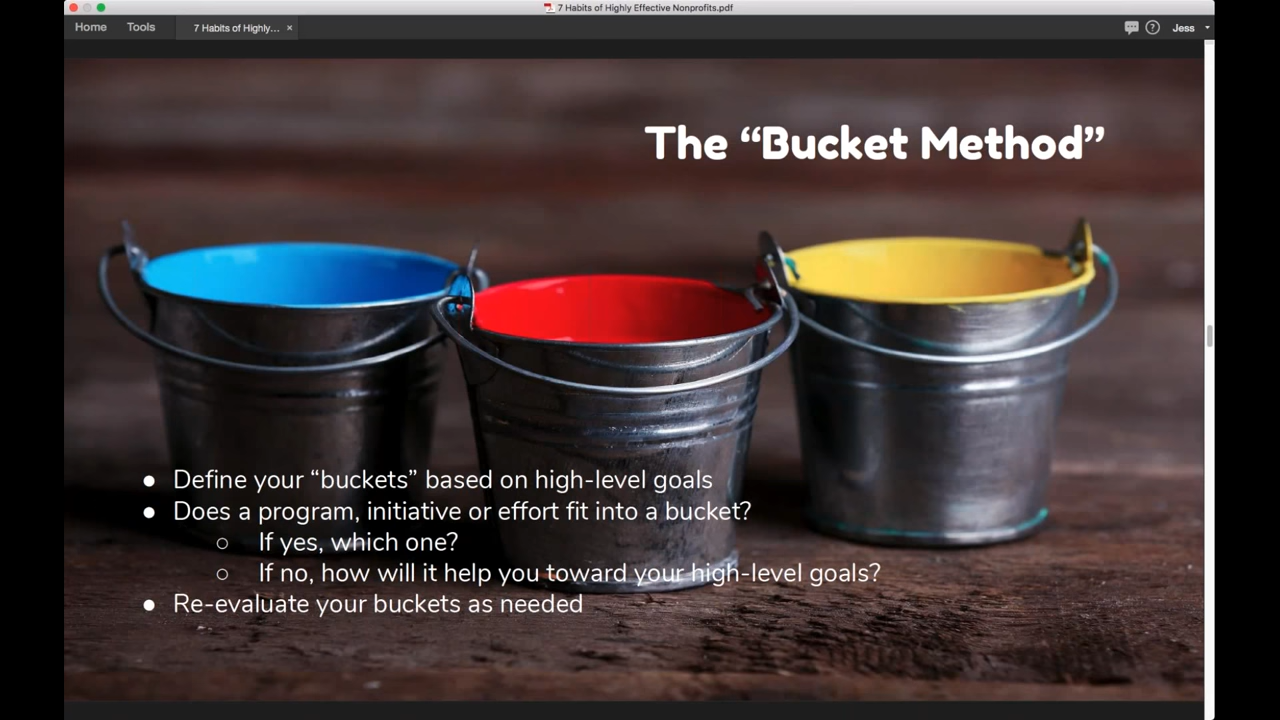 7 Habits of Highly Effective Nonprofits.pdf
Home Tools 7 Habits of Highly... × Jess
The “Bucket Method”
● Define your “buckets” based on high-level goals
● Does a program, initiative or effort fit into a bucket?
○ If yes, which one?
○ If no, how will it help you toward your high-level goals?
● Re-evaluate your buckets as needed